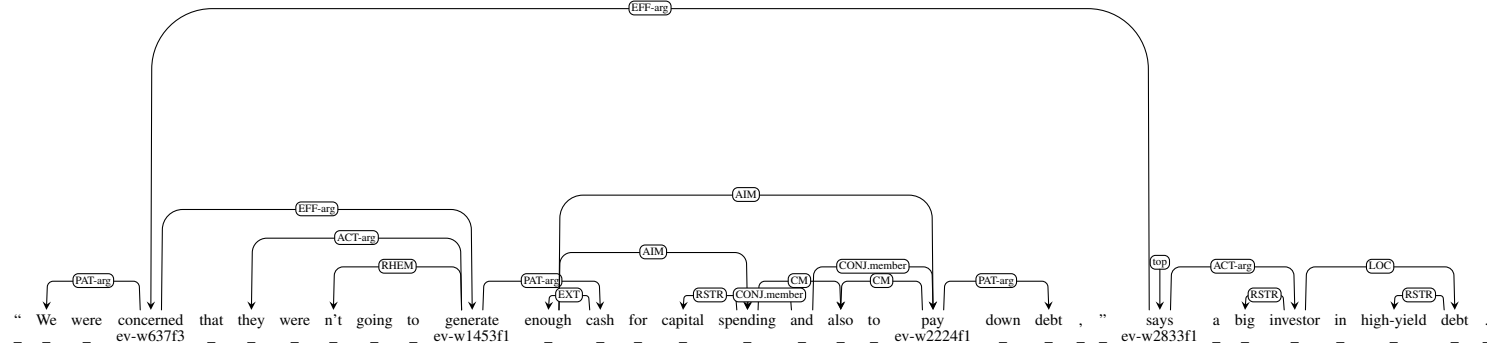 EFF-arg
AIM
EFF-arg
ACT-arg
AIM
top
RHEM
CONJ.member
ACT-arg
LOC
PAT-arg
PAT-arg
CM
CM
PAT-arg
EXT
RSTR
CONJ.member
RSTR
RSTR
“ We were concerned that they were n't going to generate enough cash for capital spending and also to pay down debt , ” says a big investor in high-yield debt .
_ _ _ ev-w637f3 _ _ _ _ _ _ ev-w1453f1 _ _ _ _ _ _ _ _ ev-w2224f1 _ _ _ _ ev-w2833f1 _ _ _ _ _ _ _